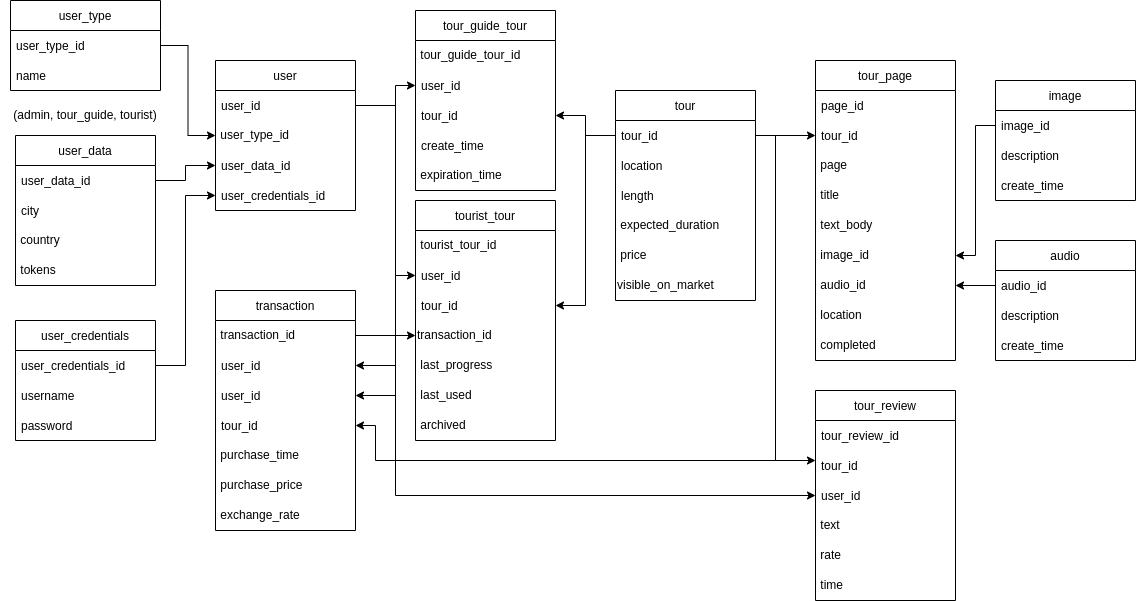 user_type
user_type_id
name
(admin, tour_guide, tourist)
user_data
user_data_id
city
country
tokens
user_credentials
user_credentials_id
username
password
user
user_id
user_type_id
user_data_id
user_credentials_id
transaction
transaction_id
user_id
user_id
tour_id
purchase_time
purchase_price
exchange_rate
tour_guide_tour
tour_guide_tour_id
user_id
tour_id
create_time
expiration_time
tourist_tour
tourist_tour_id
user_id
tour_id
transaction_id
last_progress
last_used
archived
tour
tour_id
location
length
expected_duration
price
visible_on_market
tour_page
page_id
tour_id
page
title
text_body
image_id
audio_id
location
completed
tour_review
tour_review_id
tour_id
user_id
text
rate
time
image
image_id
description
create_time
audio
audio_id
description
create_time